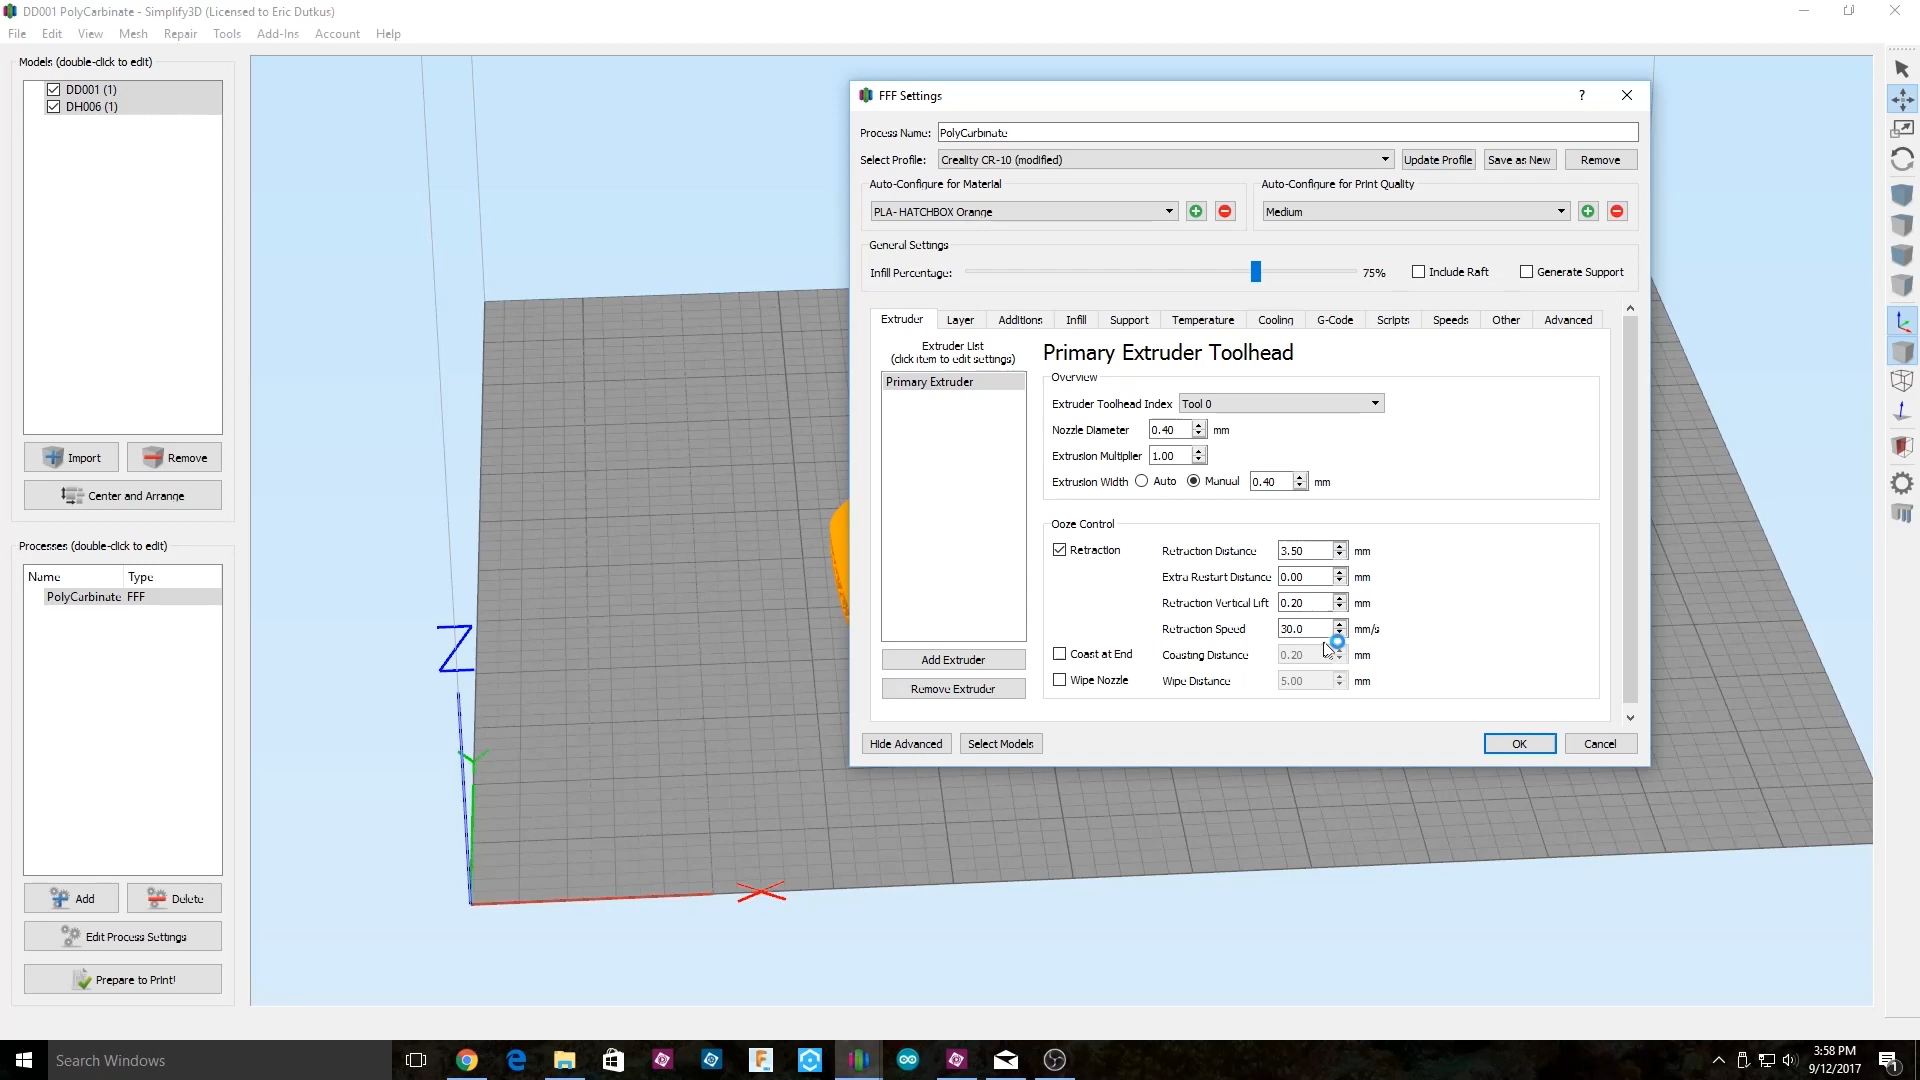 DD001 PolyCarbinate - Simplify3D (Licensed to Eric Dutkus)
File Edit View Mesh Repair Tools Add-Ins Account Help
Models (double-click to edit)
DD001 (1)
DH006 (1)
Import Remove
Center and Arrange
Processes (double-click to edit)
Name Type
PolyCarbinate FFF
Add Delete
Edit Process Settings
Prepare to Print!
Z
Y
X
FFF Settings ?
Process Name: PolyCarbinate
Select Profile: Creality CR-10 (modified) Update Profile Save as New Remove
Auto-Configure for Material Auto-Configure for Print Quality
PLA- HATCHBOX Orange Medium
General Settings
Infill Percentage: 75% Include Raft Generate Support
Extruder Layer Additions Infill Support Temperature Cooling G-Code Scripts Speeds Other Advanced
Extruder List
(click item to edit settings)
Primary Extruder
Add Extruder
Remove Extruder
Primary Extruder Toolhead
Overview
Extruder Toolhead Index Tool 0
Nozzle Diameter 0.40 mm
Extrusion Multiplier 1.00
Extrusion Width Auto Manual 0.40 mm
Ooze Control
Retraction Retraction Distance 3.50 mm
Extra Restart Distance 0.00 mm
Retraction Vertical Lift 0.20 mm
Retraction Speed 30.0 mm/s
Coast at End Coasting Distance 0.20 mm
Wipe Nozzle Wipe Distance 5.00 mm
Hide Advanced Select Models OK Cancel
Search Windows
3:58 PM
9/12/2017
1